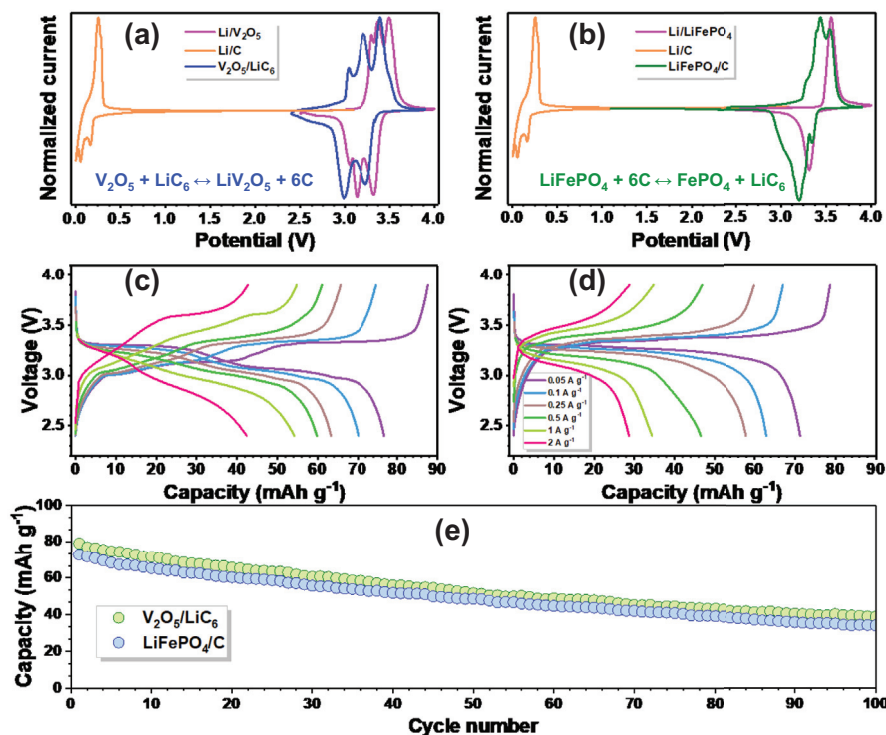 (a)
Li/V₂O₅
Li/C
V₂O₅/LiC₆
V₂O₅ + LiC₆ ↔ LiV₂O₅ + 6C
Normalized current
0.0 0.5 1.0 1.5 2.0 2.5 3.0 3.5 4.0
Potential (V)
(b)
Li/LiFePO₄
Li/C
LiFePO₄/C
LiFePO₄ + 6C ↔ FePO₄ + LiC₆
Normalized current
0.0 0.5 1.0 1.5 2.0 2.5 3.0 3.5 4.0
Potential (V)
(c)
4.0
3.5
3.0
2.5
Voltage (V)
0 10 20 30 40 50 60 70 80 90
Capacity (mAh g⁻¹)
(d)
4.0
3.5
3.0
2.5
Voltage (V)
0.05 A g⁻¹
0.1 A g⁻¹
0.25 A g⁻¹
0.5 A g⁻¹
1 A g⁻¹
2 A g⁻¹
0 10 20 30 40 50 60 70 80 90
Capacity (mAh g⁻¹)
(e)
100
80
60
40
20
0
Capacity (mAh g⁻¹)
V₂O₅/LiC₆
LiFePO₄/C
0 10 20 30 40 50 60 70 80 90 100
Cycle number